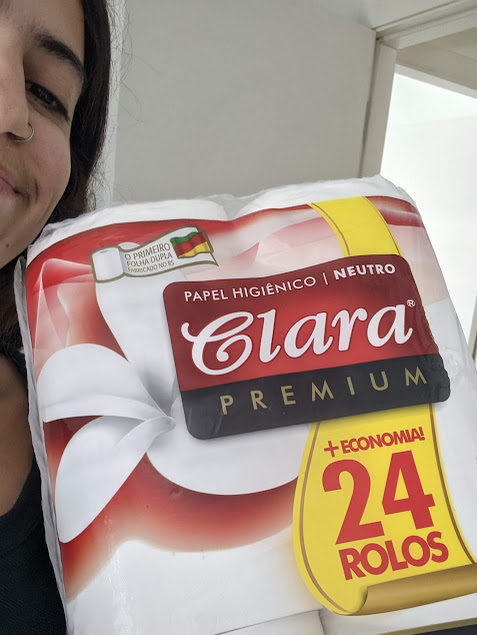 O PRIMEIRO
FOLHA DUPLA
FABRICADO NO RS
PAPEL HIGIÊNICO | NEUTRO
Clara®
PREMIUM
+ ECONOMIA!
24
ROLOS